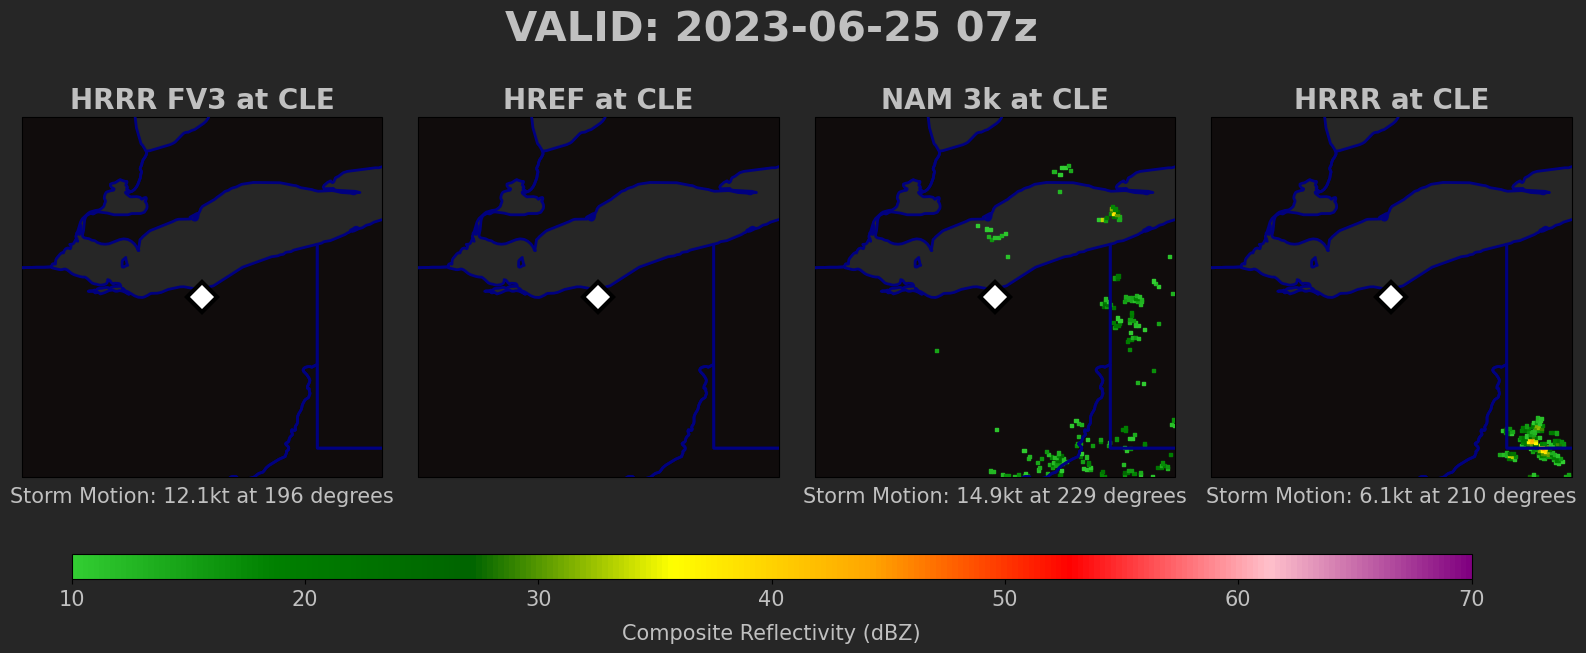 VALID: 2023-06-25 07z
HRRR FV3 at CLE
HREF at CLE
NAM 3k at CLE
HRRR at CLE
Storm Motion: 12.1kt at 196 degrees
Storm Motion: 14.9kt at 229 degrees
Storm Motion: 6.1kt at 210 degrees
10 20 30 40 50 60 70
Composite Reflectivity (dBZ)